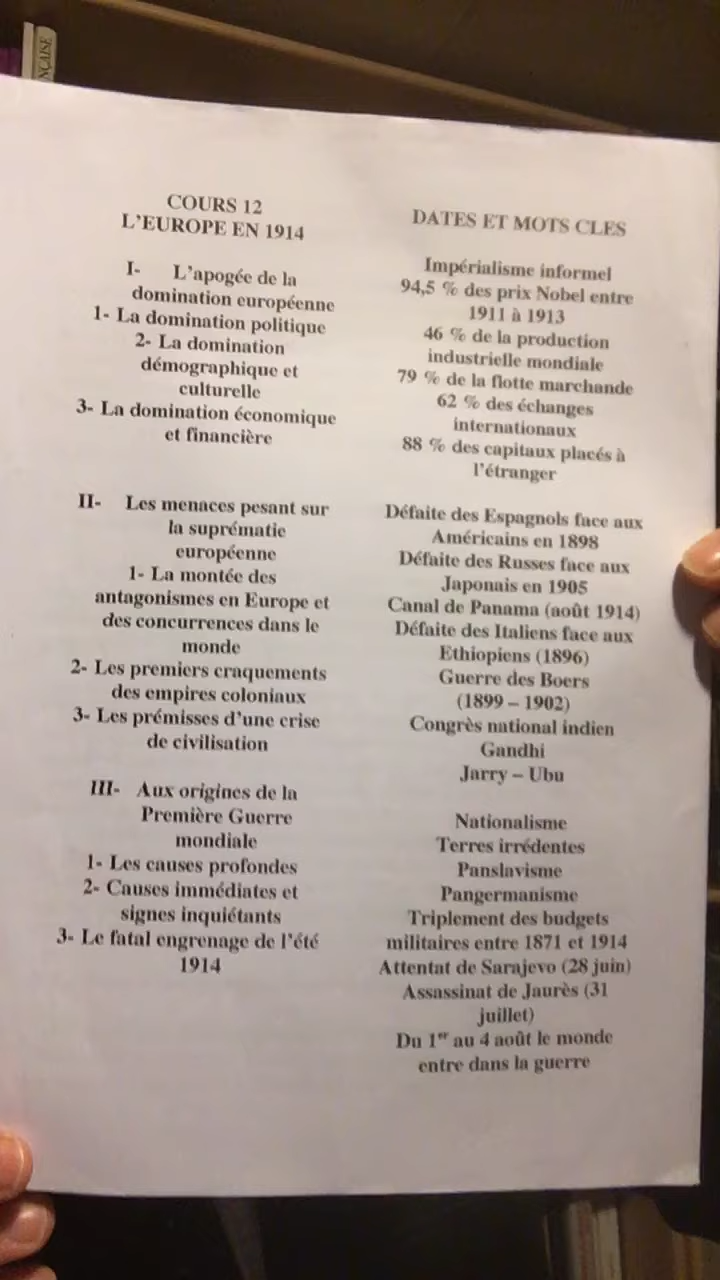 NÇAISE
COURS 12
L'EUROPE EN 1914
I- L'apogée de la
domination européenne
1- La domination politique
2- La domination
démographique et
culturelle
3- La domination économique
et financière
II- Les menaces pesant sur
la suprématie
européenne
1- La montée des
antagonismes en Europe et
des concurrences dans le
monde
2- Les premiers craquements
des empires coloniaux
3- Les prémisses d'une crise
de civilisation
III- Aux origines de la
Première Guerre
mondiale
1- Les causes profondes
2- Causes immédiates et
signes inquiétants
3- Le fatal engrenage de l'été
1914
DATES ET MOTS CLES
Impérialisme informel
94,5 % des prix Nobel entre
1911 à 1913
46 % de la production
industrielle mondiale
79 % de la flotte marchande
62 % des échanges
internationaux
88 % des capitaux placés à
l'étranger
Défaite des Espagnols face aux
Américains en 1898
Défaite des Russes face aux
Japonais en 1905
Canal de Panama (août 1914)
Défaite des Italiens face aux
Ethiopiens (1896)
Guerre des Boers
(1899 – 1902)
Congrès national indien
Gandhi
Jarry – Ubu
Nationalisme
Terres irrédentes
Panslavisme
Pangermanisme
Triplement des budgets
militaires entre 1871 et 1914
Attentat de Sarajevo (28 juin)
Assassinat de Jaurès (31
juillet)
Du 1er au 4 août le monde
entre dans la guerre